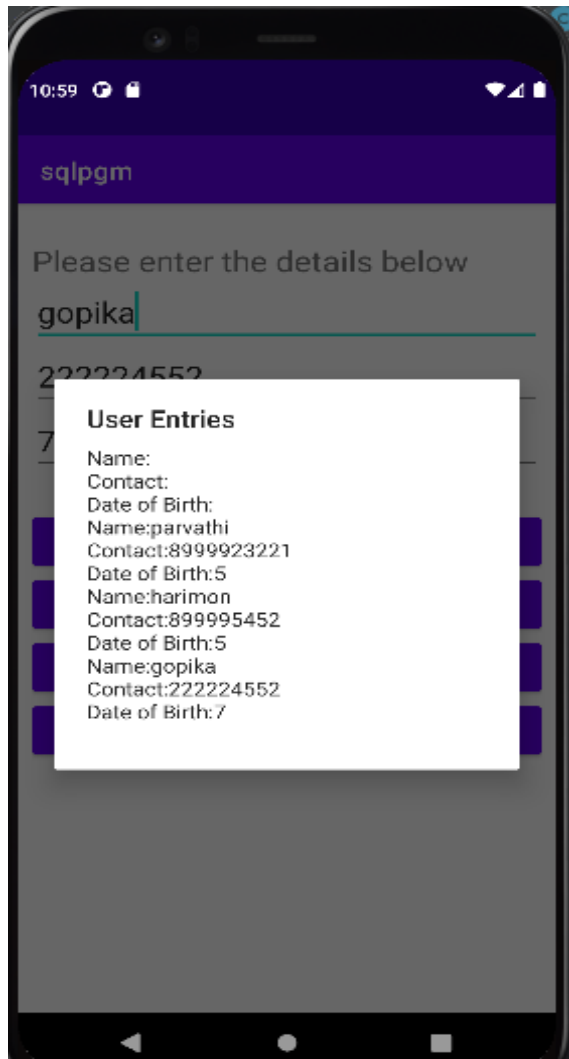 10:59
sqlpgm
Please enter the details below
gopika
222224552
7
User Entries
Name:
Contact:
Date of Birth:
Name:parvathi
Contact:8999923221
Date of Birth:5
Name:harimon
Contact:899995452
Date of Birth:5
Name:gopika
Contact:222224552
Date of Birth:7